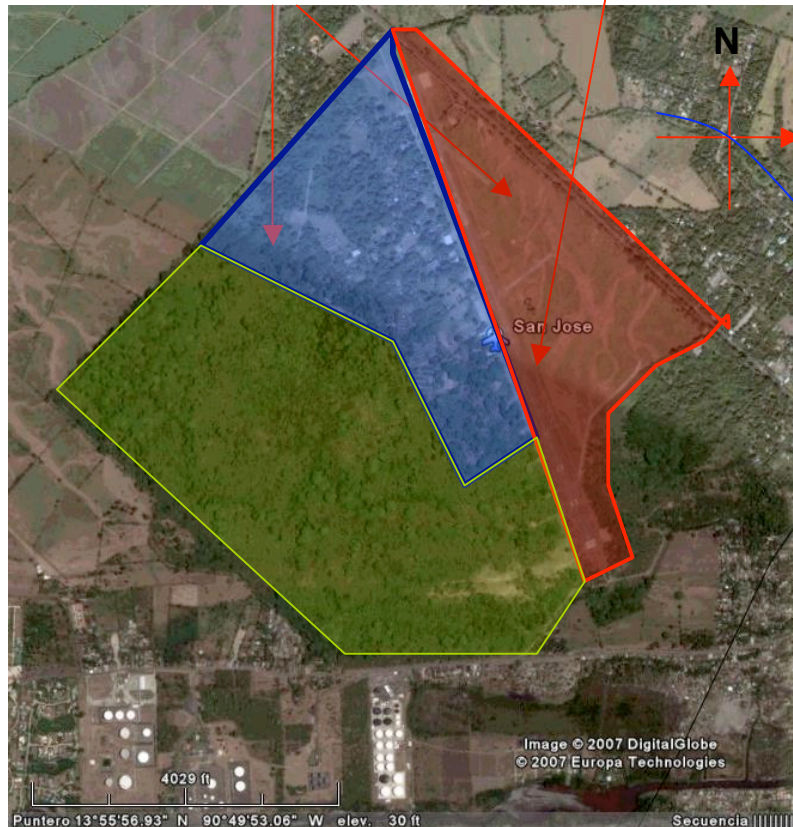 N
San Jose
Image © 2007 DigitalGlobe
© 2007 Europa Technologies
4029 ft
Puntero 13°55'56.93" N 90°49'53.06" W elev. 30 ft Secuencia ||||||||